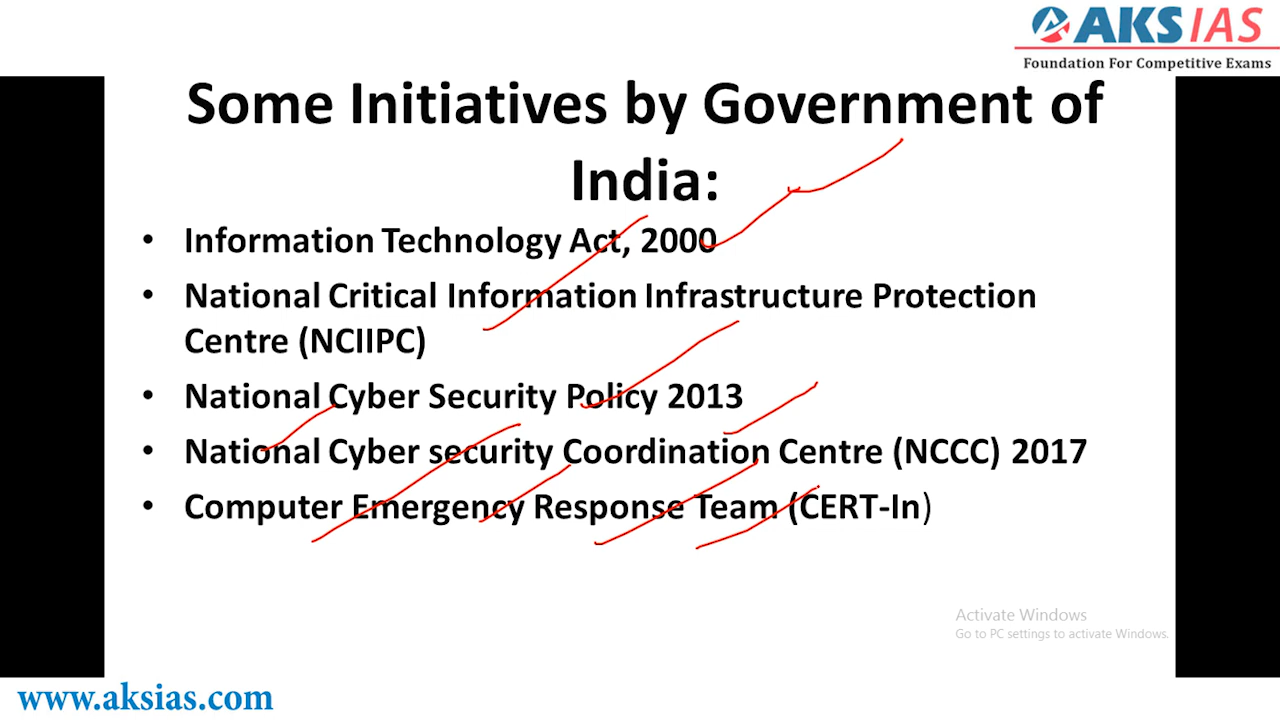 AKS IAS
Foundation For Competitive Exams
Some Initiatives by Government of
India:
• Information Technology Act, 2000
• National Critical Information Infrastructure Protection
Centre (NCIIPC)
• National Cyber Security Policy 2013
• National Cyber security Coordination Centre (NCCC) 2017
• Computer Emergency Response Team (CERT-In)
Activate Windows
Go to PC settings to activate Windows.
www.aksias.com